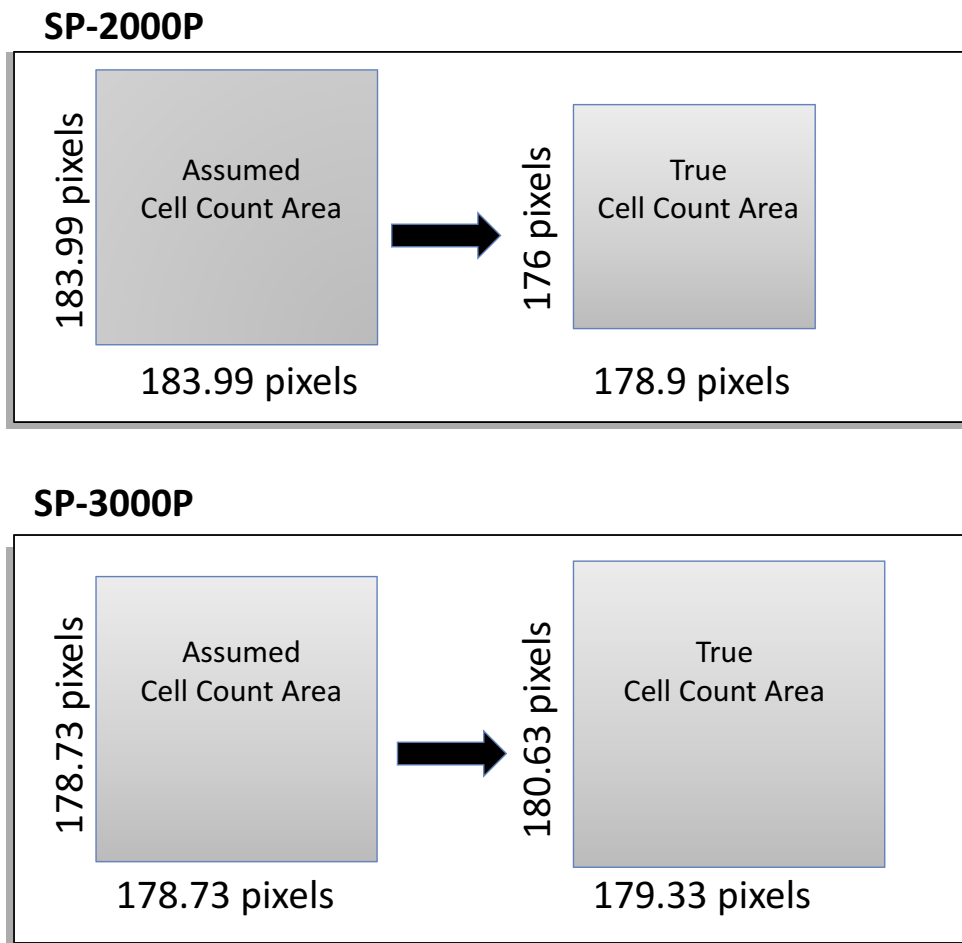 SP-2000P
183.99 pixels
Assumed
Cell Count Area
183.99 pixels
176 pixels
True
Cell Count Area
178.9 pixels
SP-3000P
178.73 pixels
Assumed
Cell Count Area
178.73 pixels
180.63 pixels
True
Cell Count Area
179.33 pixels